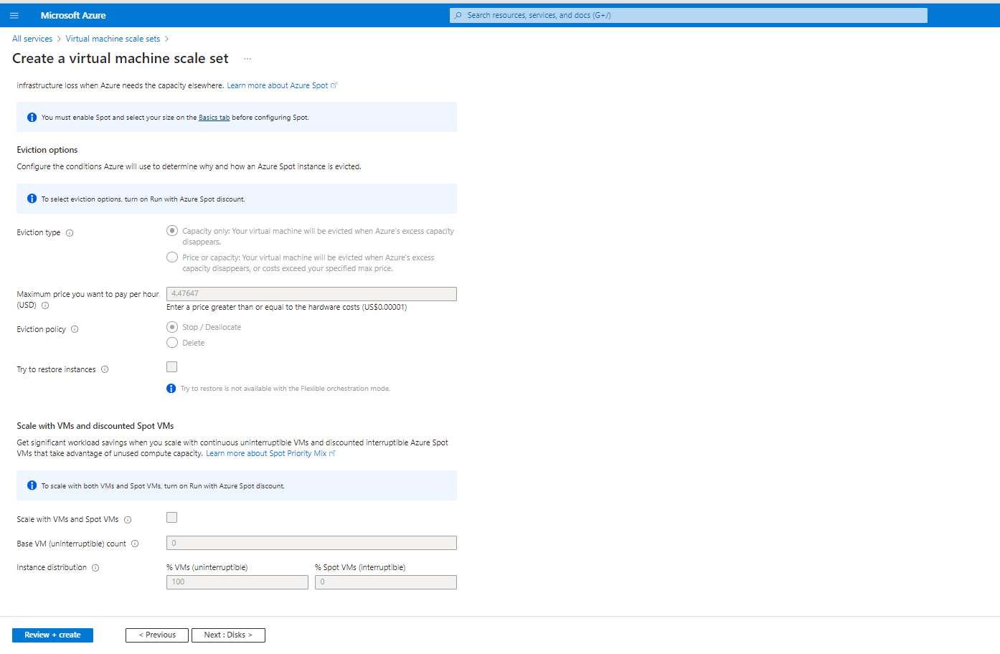 Microsoft Azure
Search resources, services, and docs (G+/)
All services > Virtual machine scale sets >
Create a virtual machine scale set ...
infrastructure loss when Azure needs the capacity elsewhere. Learn more about Azure Spot
You must enable Spot and select your size on the Basics tab before configuring Spot.
Eviction options
Configure the conditions Azure will use to determine why and how an Azure Spot instance is evicted.
To select eviction options, turn on Run with Azure Spot discount.
Eviction type
Capacity only: Your virtual machine will be evicted when Azure's excess capacity
disappears.
Price or capacity: Your virtual machine will be evicted when Azure's excess
capacity disappears, or costs exceed your specified max price.
Maximum price you want to pay per hour
(USD)
4.47647
Enter a price greater than or equal to the hardware costs (US$0.00001)
Eviction policy
Stop / Deallocate
Delete
Try to restore instances
Try to restore is not available with the Flexible orchestration mode.
Scale with VMs and discounted Spot VMs
Get significant workload savings when you scale with continuous uninterruptible VMs and discounted interruptible Azure Spot
VMs that take advantage of unused compute capacity. Learn more about Spot Priority Mix
To scale with both VMs and Spot VMs, turn on Run with Azure Spot discount.
Scale with VMs and Spot VMs
Base VM (uninterruptible) count
0
Instance distribution
% VMs (uninterruptible)
% Spot VMs (interruptible)
100
0
Review + create
< Previous
Next : Disks >